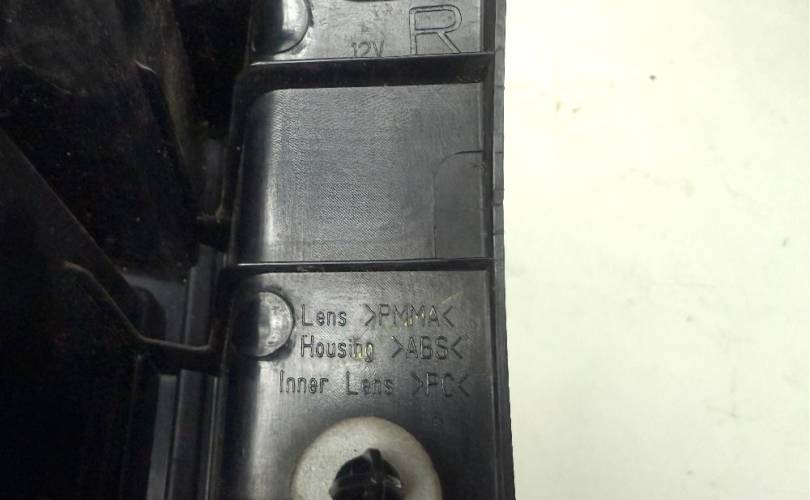 12V R
Lens >PMMA<
Housing >ABS<
Inner Lens >PC<